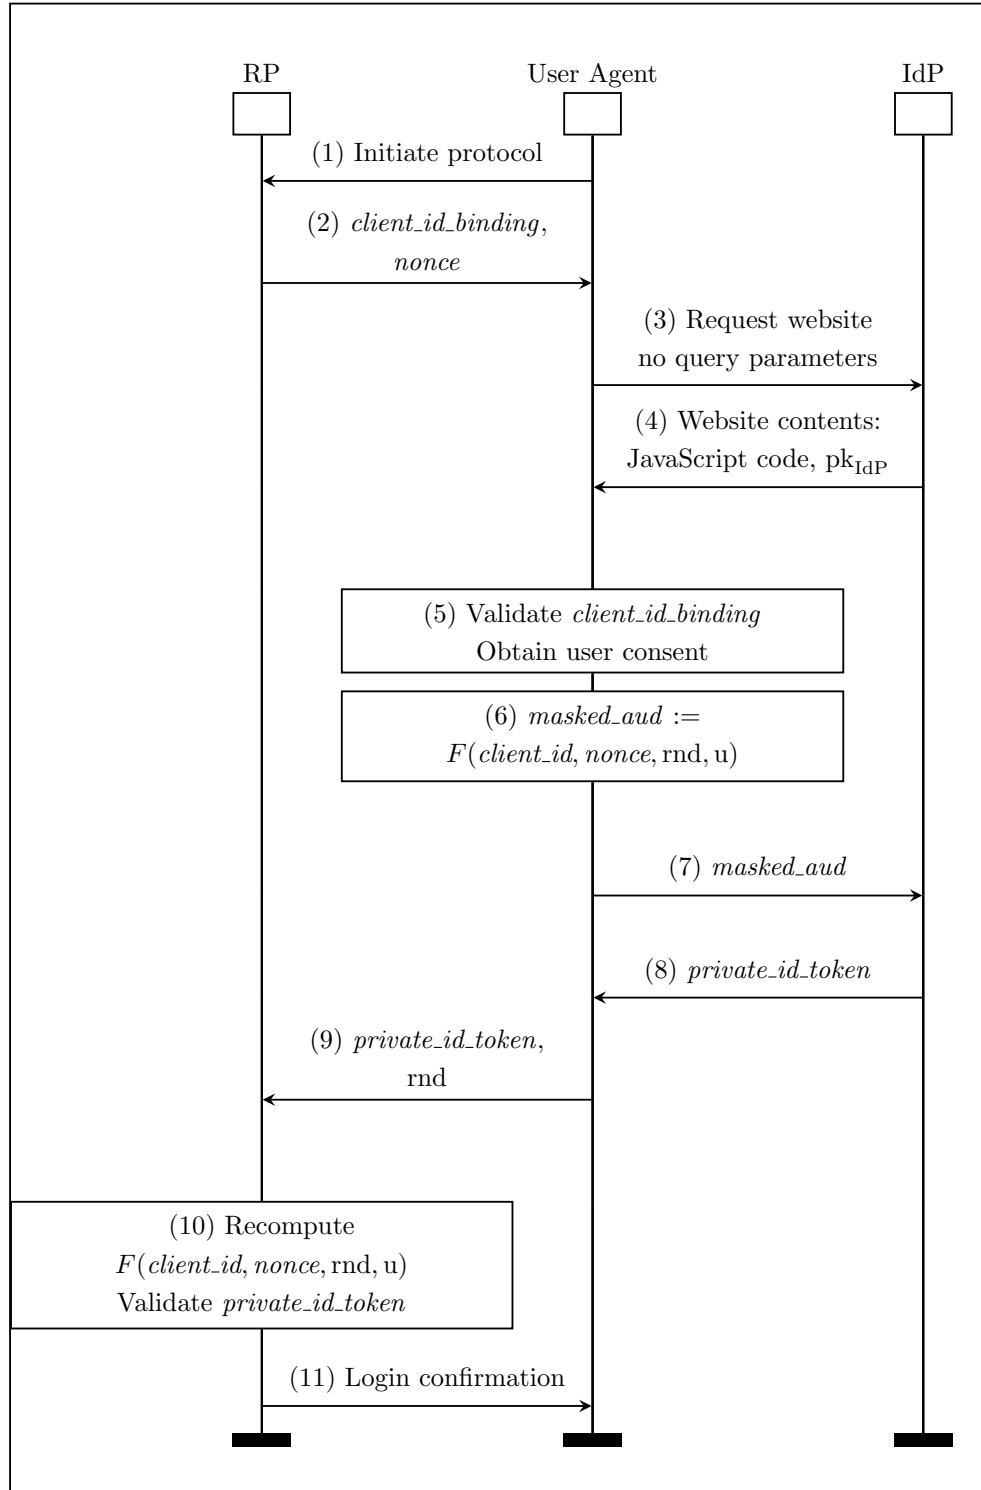 RP
User Agent
IdP
(1) Initiate protocol
(2) client_id_binding,
nonce
(3) Request website
no query parameters
(4) Website contents:
JavaScript code, pk_IdP
(5) Validate client_id_binding
Obtain user consent
(6) masked_aud :=
F(client_id, nonce, rnd, u)
(7) masked_aud
(8) private_id_token
(9) private_id_token,
rnd
(10) Recompute
F(client_id, nonce, rnd, u)
Validate private_id_token
(11) Login confirmation